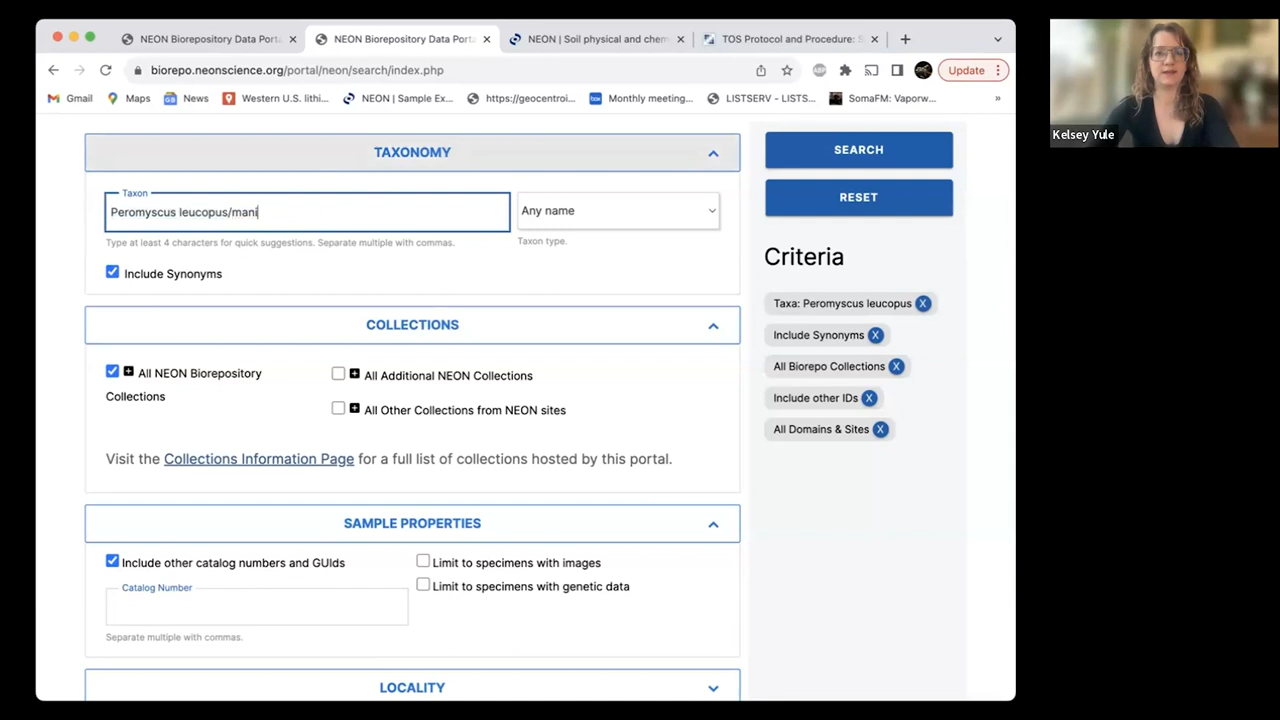 NEON Biorepository Data Porta
NEON Biorepository Data Porta
NEON | Soil physical and chem
TOS Protocol and Procedure: S
biorepo.neonscience.org/portal/neon/search/index.php
Update
Gmail
Maps
News
Western U.S. lithi...
NEON | Sample Ex...
https://geocentroi...
Monthly meeting...
LISTSERV - LISTS...
SomaFM: Vaporw...
»
TAXONOMY
Taxon
Peromyscus leucopus/mani
Any name
Type at least 4 characters for quick suggestions. Separate multiple with commas.
Taxon type.
Include Synonyms
COLLECTIONS
All NEON Biorepository
Collections
All Additional NEON Collections
All Other Collections from NEON sites
Visit the Collections Information Page for a full list of collections hosted by this portal.
SAMPLE PROPERTIES
Include other catalog numbers and GUIds
Limit to specimens with images
Catalog Number
Limit to specimens with genetic data
Separate multiple with commas.
LOCALITY
SEARCH
RESET
Criteria
Taxa: Peromyscus leucopus X
Include Synonyms X
All Biorepo Collections X
Include other IDs X
All Domains & Sites X
Kelsey Yule